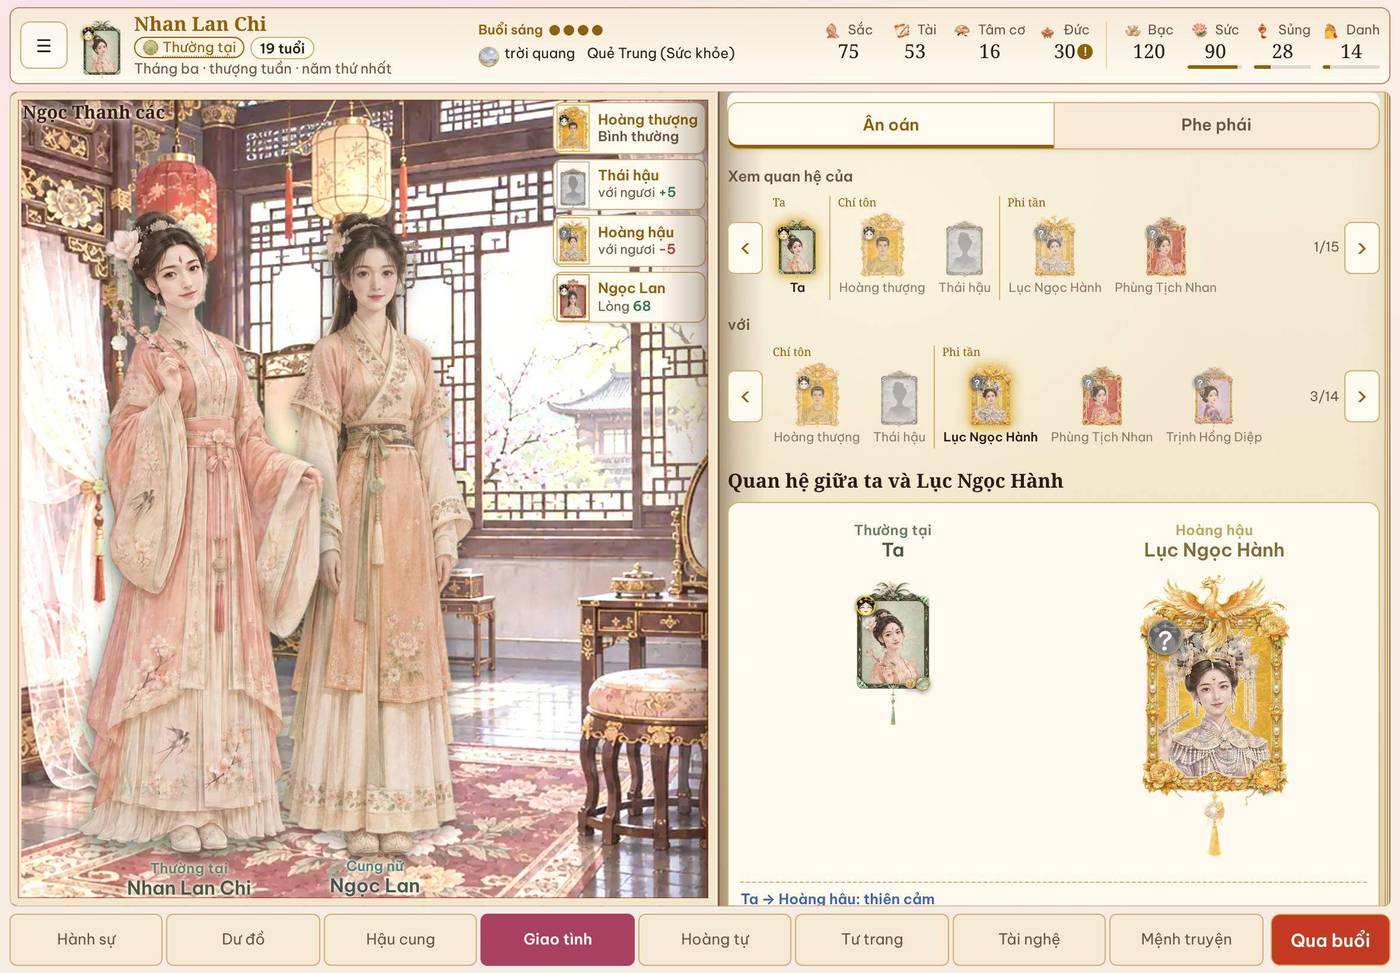 ☰
Nhan Lan Chi
Thường tại
19 tuổi
Tháng ba · thượng tuần · năm thứ nhất
Buổi sáng
trời quang Quẻ Trung (Sức khỏe)
Sắc
75
Tài
53
Tâm cơ
16
Đức
30 !
Bạc
120
Sức
90
Sủng
28
Danh
14
Ngọc Thanh các
Hoàng thượng
Bình thường
Thái hậu
với ngươi +5
Hoàng hậu
với ngươi -5
Ngọc Lan
Lòng 68
Thường tại
Nhan Lan Chi
Cung nữ
Ngọc Lan
Ân oán
Phe phái
Xem quan hệ của
Ta
Chí tôn
Phi tần
Ta
Hoàng thượng
Thái hậu
Lục Ngọc Hành
Phùng Tịch Nhan
1/15
với
Chí tôn
Phi tần
Hoàng thượng
Thái hậu
Lục Ngọc Hành
Phùng Tịch Nhan
Trịnh Hồng Diệp
3/14
Quan hệ giữa ta và Lục Ngọc Hành
Thường tại
Ta
Hoàng hậu
Lục Ngọc Hành
?
Ta → Hoàng hậu: thiện cảm
Hành sự
Dư đồ
Hậu cung
Giao tình
Hoàng tự
Tư trang
Tài nghệ
Mệnh truyện
Qua buổi